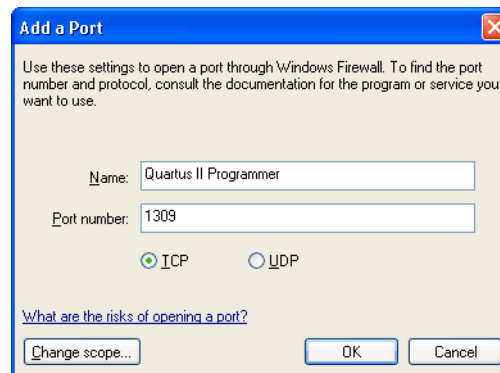 Add a Port
Use these settings to open a port through Windows Firewall. To find the port
number and protocol, consult the documentation for the program or service you
want to use.
Name: Quartus II Programmer
Port number: 1309
TCP UDP
What are the risks of opening a port?
Change scope... OK Cancel